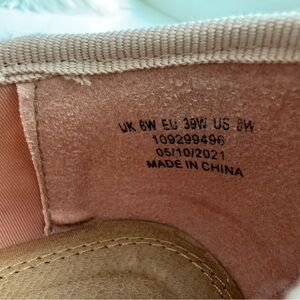 UK 6W EU 39W US 8W
109299496
05/10/2021
MADE IN CHINA